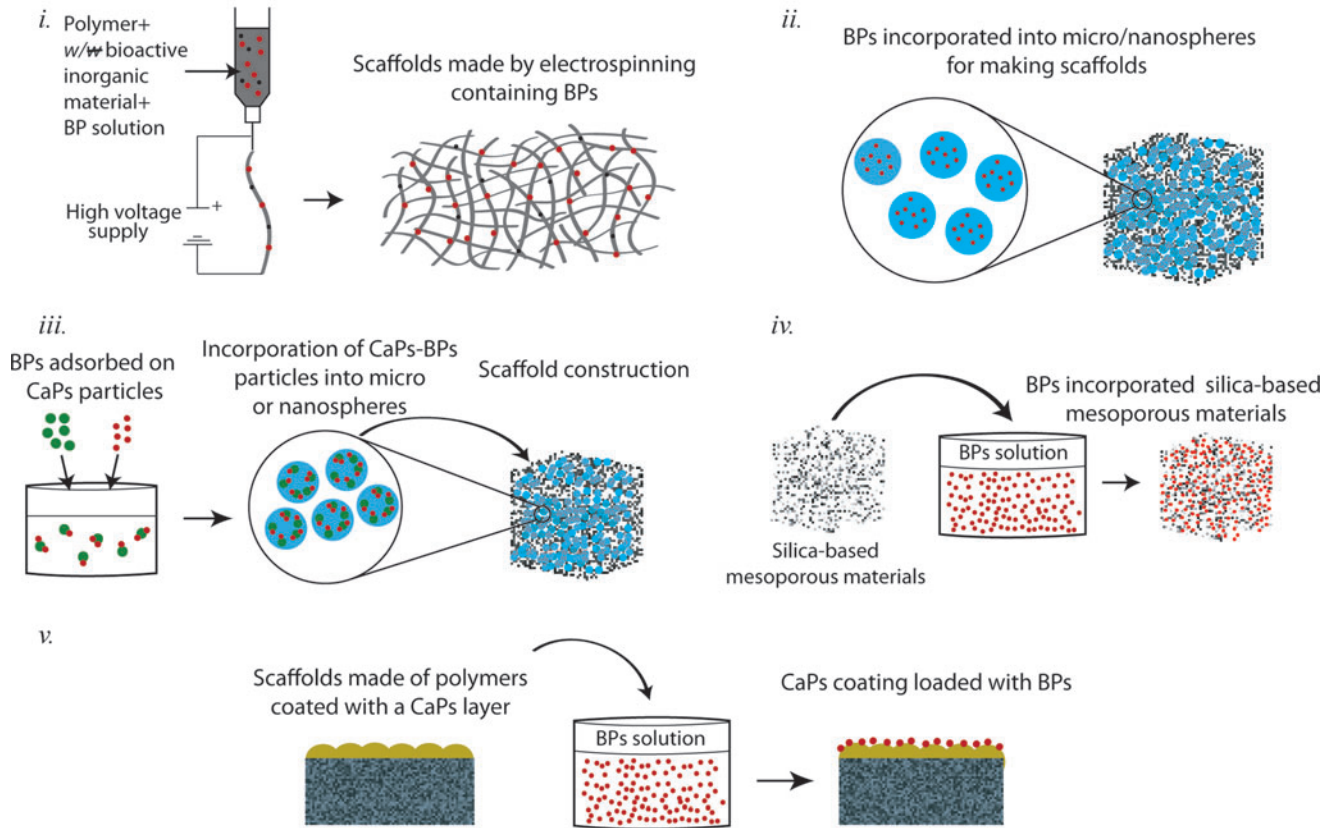 i.
Polymer+
w/w bioactive
inorganic
material+
BP solution
High voltage
supply
+
Scaffolds made by electrospinning
containing BPs
ii.
BPs incorporated into micro/nanospheres
for making scaffolds
iii.
BPs adsorbed on
CaPs particles
Incorporation of CaPs-BPs
particles into micro
or nanospheres
Scaffold construction
iv.
Silica-based
mesoporous materials
BPs solution
BPs incorporated silica-based
mesoporous materials
v.
Scaffolds made of polymers
coated with a CaPs layer
BPs solution
CaPs coating loaded with BPs